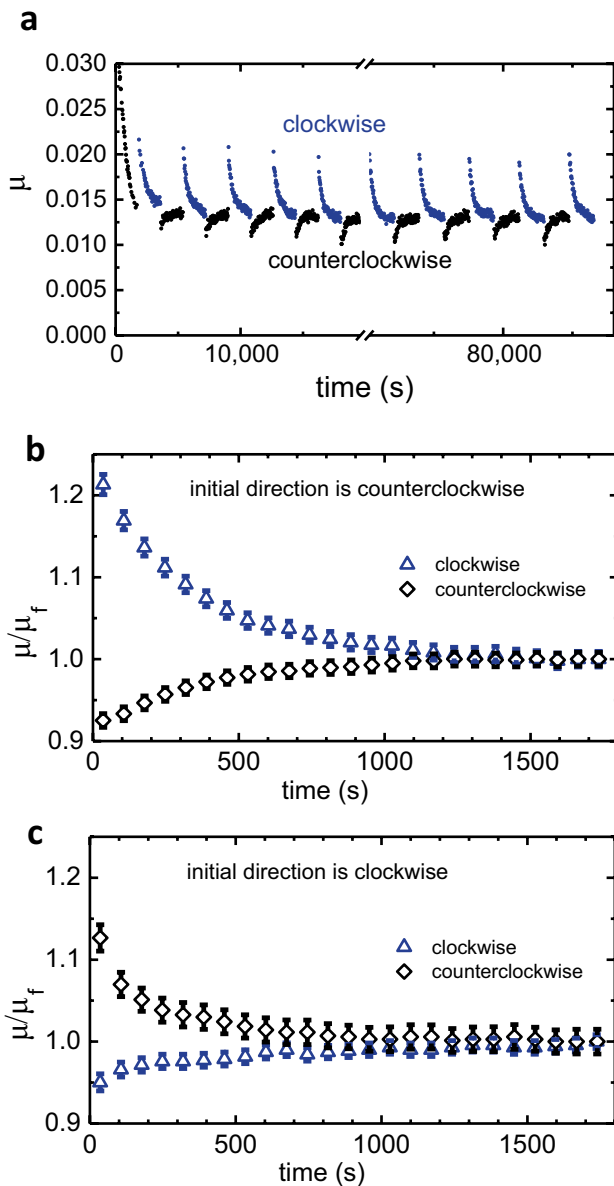 a
0.030
0.025
0.020
0.015
0.010
0.005
0.000
μ
clockwise
counterclockwise
0
10,000
80,000
time (s)
b
1.2
1.1
1.0
0.9
μ/μf
initial direction is counterclockwise
clockwise
counterclockwise
0
500
1000
1500
time (s)
c
1.2
1.1
1.0
0.9
μ/μf
initial direction is clockwise
clockwise
counterclockwise
0
500
1000
1500
time (s)